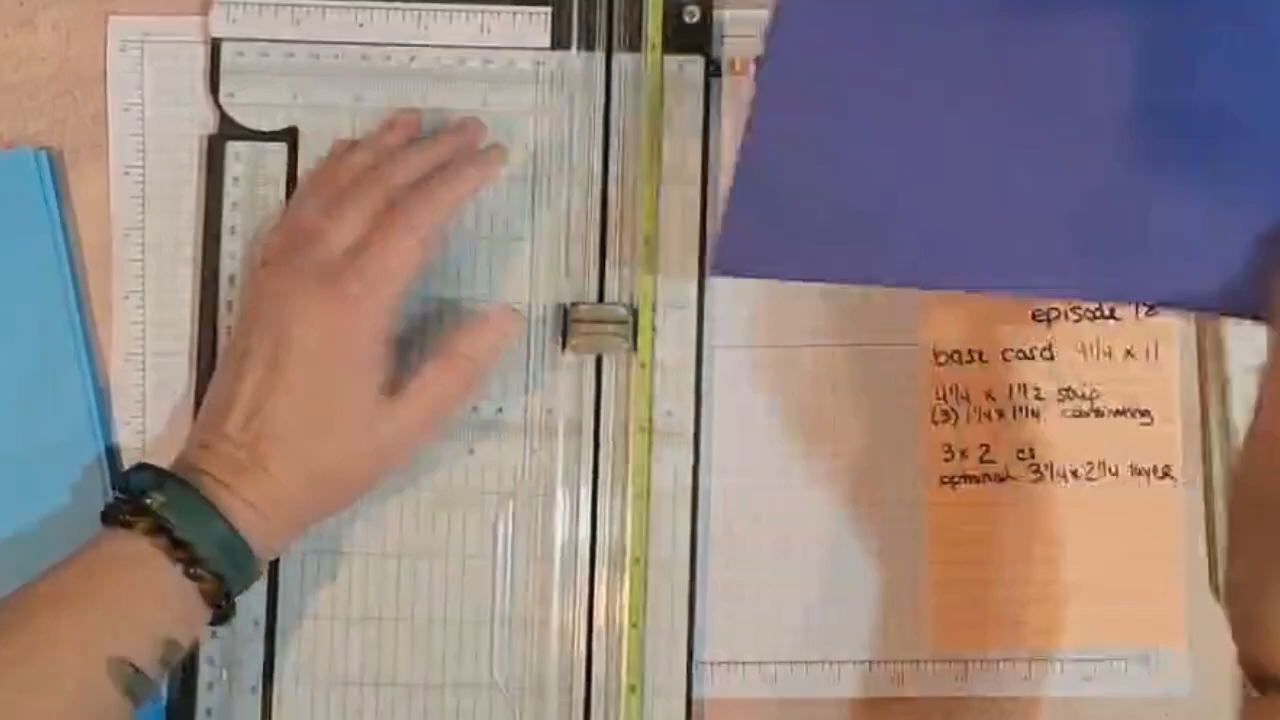 episode 18
base card 4 1/4 x 11
4 1/4 x 1 1/2 strip
(3) 1 1/4 x 1 1/4
3 x 2 cs
optional 3 1/4 x 2 1/4 layer